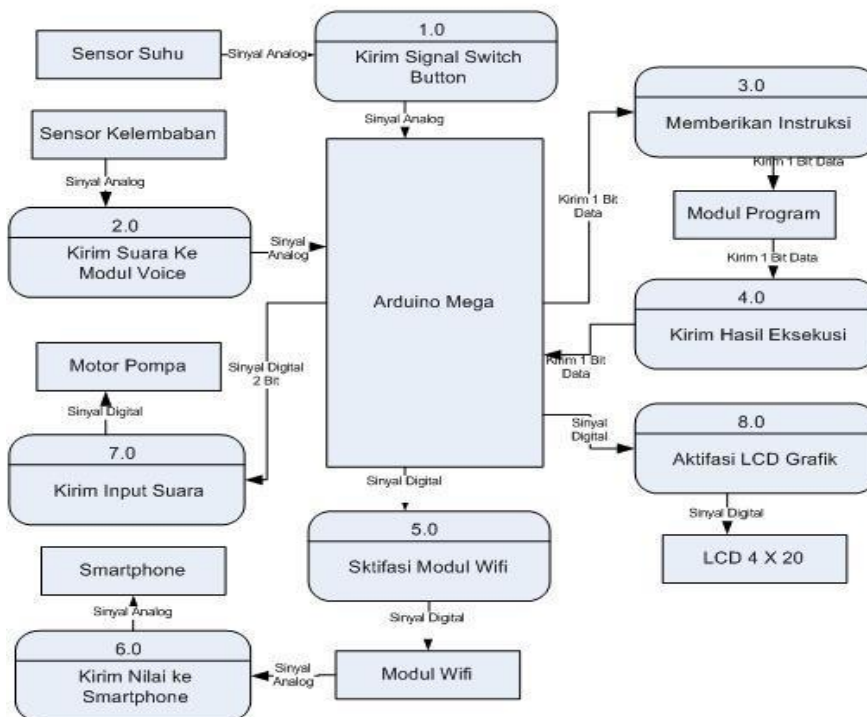 1.0
Sensor Suhu
Sinyal Analog
Kirim Signal Switch
Button
Sinyal Analog
3.0
Memberikan Instruksi
Kirim 1 Bit Data
Sensor Kelembaban
Sinyal Analog
2.0
Kirim Suara Ke
Modul Voice
Sinyal
Analog
Arduino Mega
Kirim 1 Bit
Data
Modul Program
Kirim 1 Bit Data
4.0
Kirim Hasil Eksekusi
Kirim 1 Bit
Data
Motor Pompa
Sinyal Digital
2 Bit
Sinyal Digital
7.0
Kirim Input Suara
Sinyal
Digital
8.0
Aktifasi LCD Grafik
Sinyal Digital
LCD 4 X 20
Sinyal Digital
5.0
Sktifasi Modul Wifi
Sinyal Digital
Smartphone
Sinyal Analog
6.0
Kirim Nilai ke
Smartphone
Sinyal
Analog
Modul Wifi